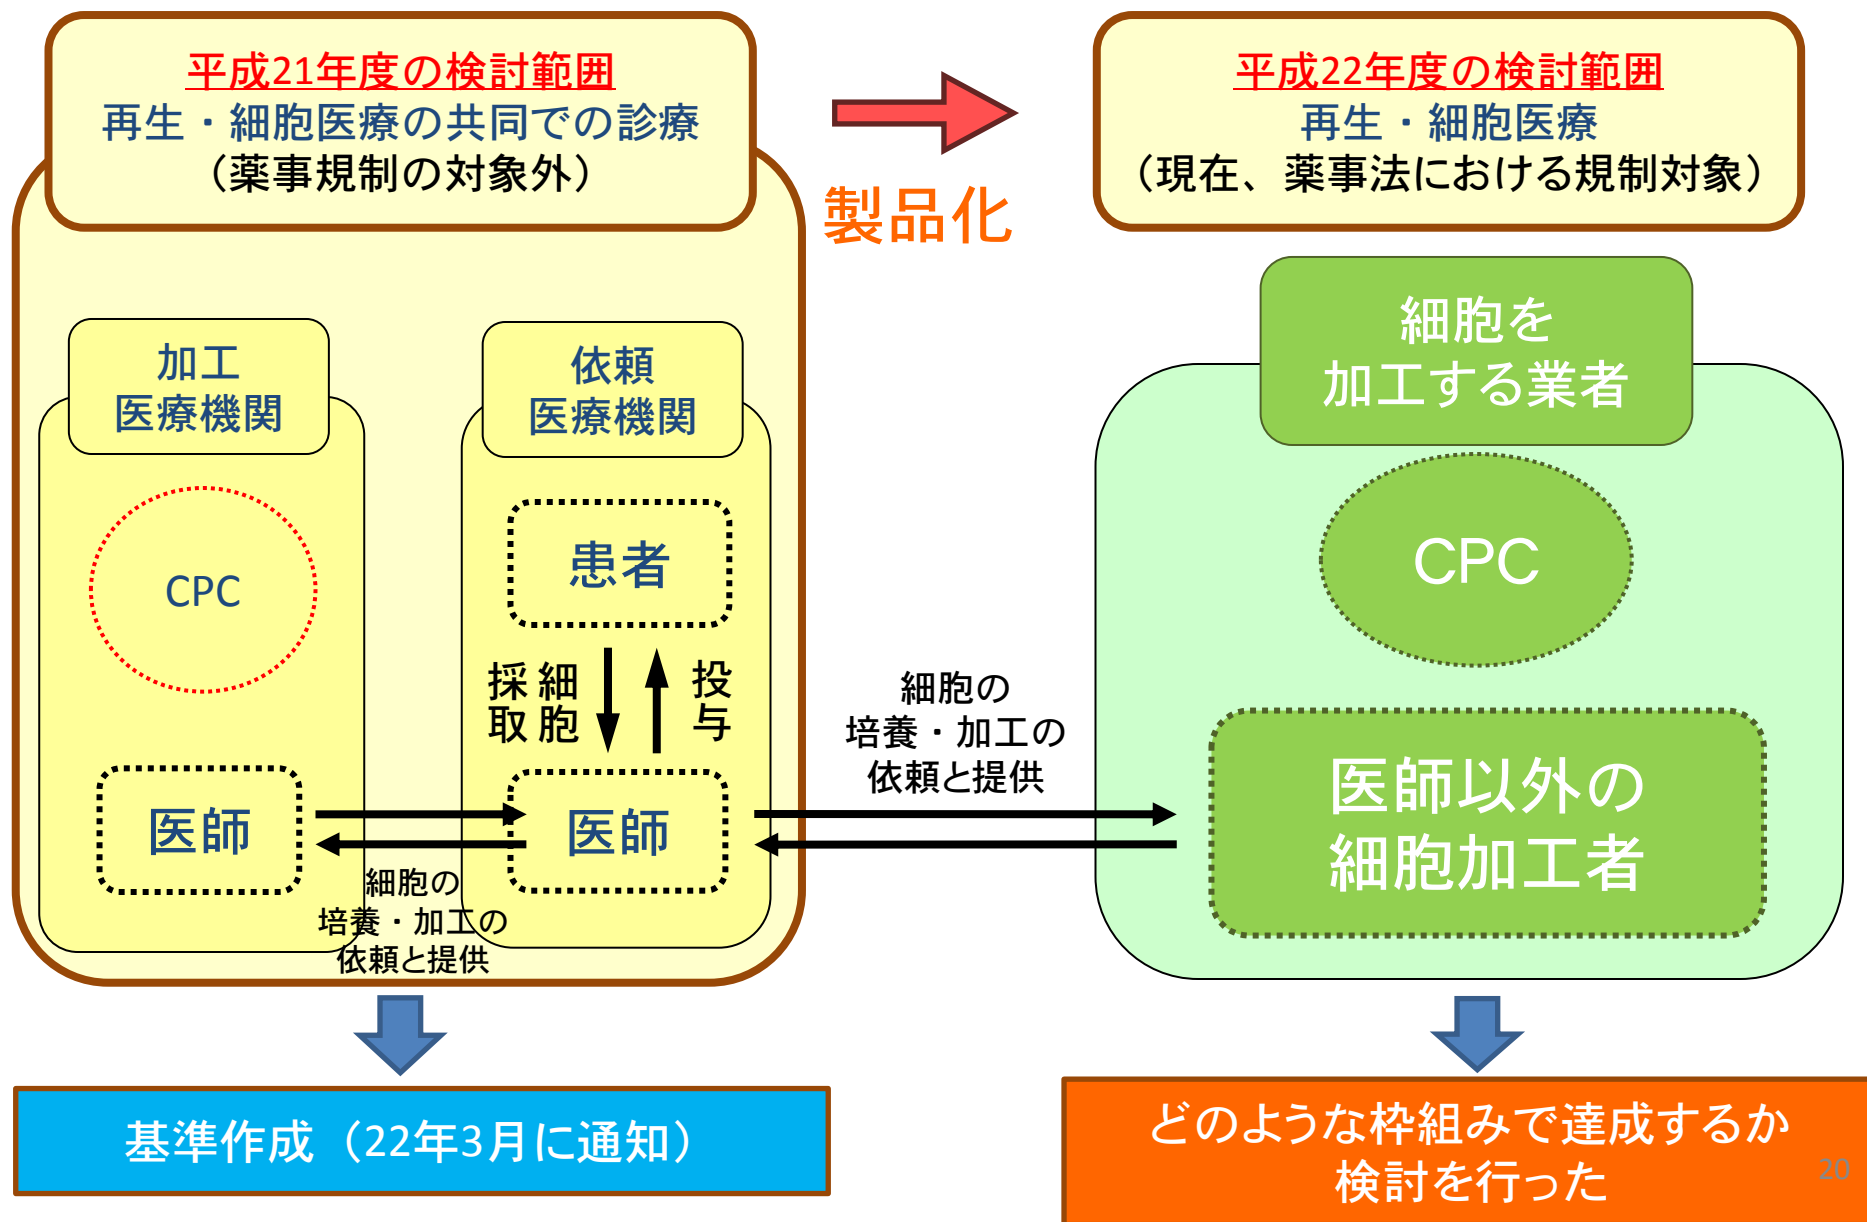 平成21年度の検討範囲
再生・細胞医療の共同での診療
（薬事規制の対象外）
製品化
平成22年度の検討範囲
再生・細胞医療
（現在、薬事法における規制対象）
加工
医療機関
CPC
医師
依頼
医療機関
患者
細胞
採取
投与
医師
細胞の
培養・加工の
依頼と提供
細胞の
培養・加工の
依頼と提供
細胞を
加工する業者
CPC
医師以外の
細胞加工者
基準作成（22年3月に通知）
どのような枠組みで達成するか
検討を行った
20